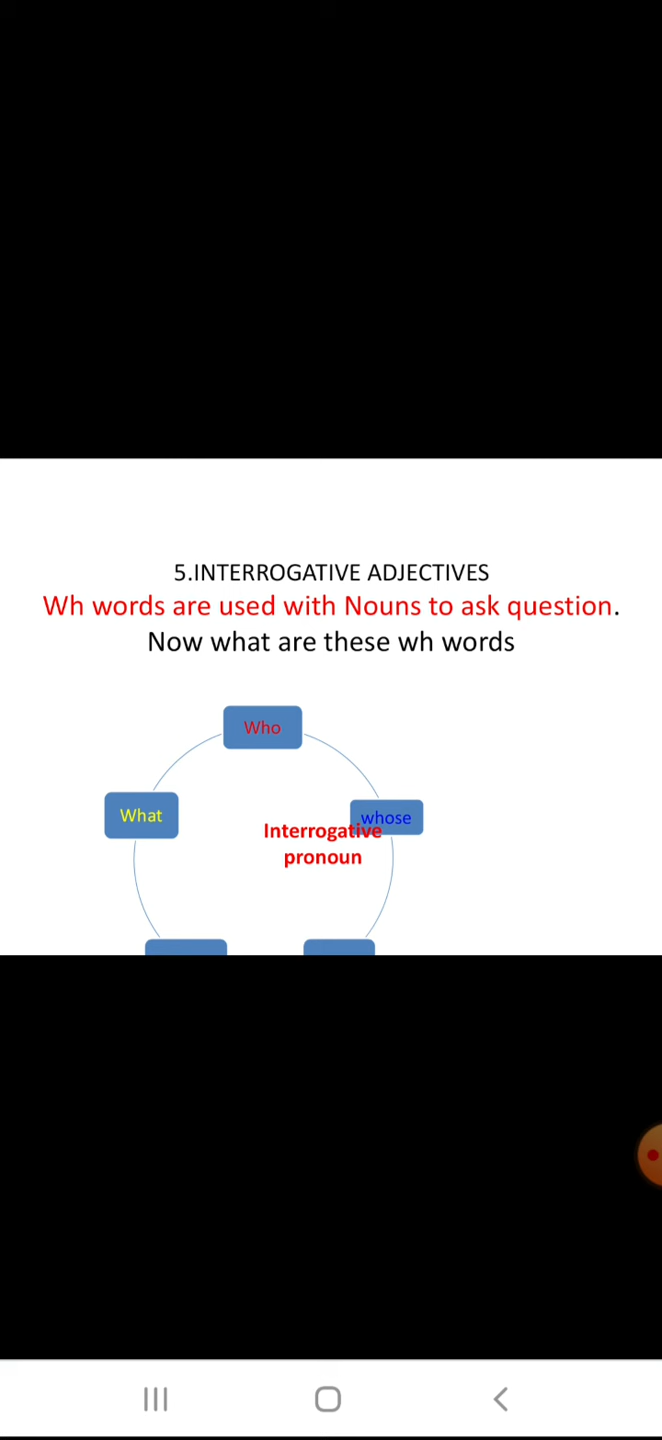 5.INTERROGATIVE ADJECTIVES
Wh words are used with Nouns to ask question.
Now what are these wh words
Who
What
whose
Interrogative
pronoun